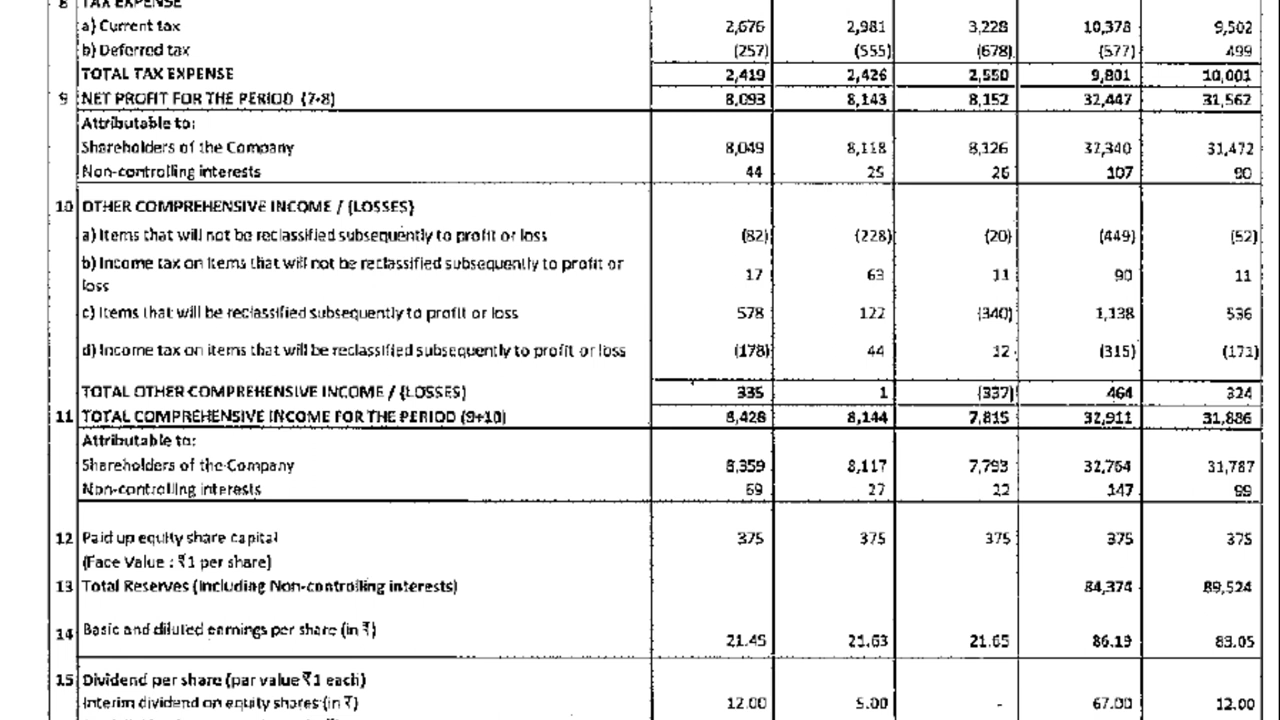 8 TAX EXPENSE
a) Current tax 2,676 2,981 3,228 10,378 9,502
b) Deferred tax (257) (555) (678) (577) 499
TOTAL TAX EXPENSE 2,419 2,426 2,550 9,801 10,001
9 NET PROFIT FOR THE PERIOD (7-8) 8,093 8,143 8,152 32,447 31,562
Attributable to:
Shareholders of the Company 8,049 8,118 8,126 32,340 31,472
Non-controlling interests 44 25 26 107 90
10 OTHER COMPREHENSIVE INCOME / (LOSSES)
a) Items that will not be reclassified subsequently to profit or loss (82) (228) (20) (449) (52)
b) Income tax on items that will not be reclassified subsequently to profit or 17 63 11 90 11
loss
c) Items that will be reclassified subsequently to profit or loss 578 122 (340) 1,138 536
d) Income tax on items that will be reclassified subsequently to profit or loss (178) 44 12 (315) (171)
TOTAL OTHER COMPREHENSIVE INCOME / (LOSSES) 335 1 (337) 464 324
11 TOTAL COMPREHENSIVE INCOME FOR THE PERIOD (9+10) 8,428 8,144 7,815 32,911 31,886
Attributable to:
Shareholders of the Company 8,359 8,117 7,793 32,764 31,787
Non-controlling interests 69 27 22 147 99
12 Paid up equity share capital 375 375 375 375 375
(Face Value : ₹1 per share)
13 Total Reserves (Including Non-controlling interests) 84,374 89,524
14 Basic and diluted earnings per share (in ₹) 21.45 21.63 21.65 86.19 83.05
15 Dividend per share (par value ₹1 each)
Interim dividend on equity shares (in ₹) 12.00 5.00 - 67.00 12.00